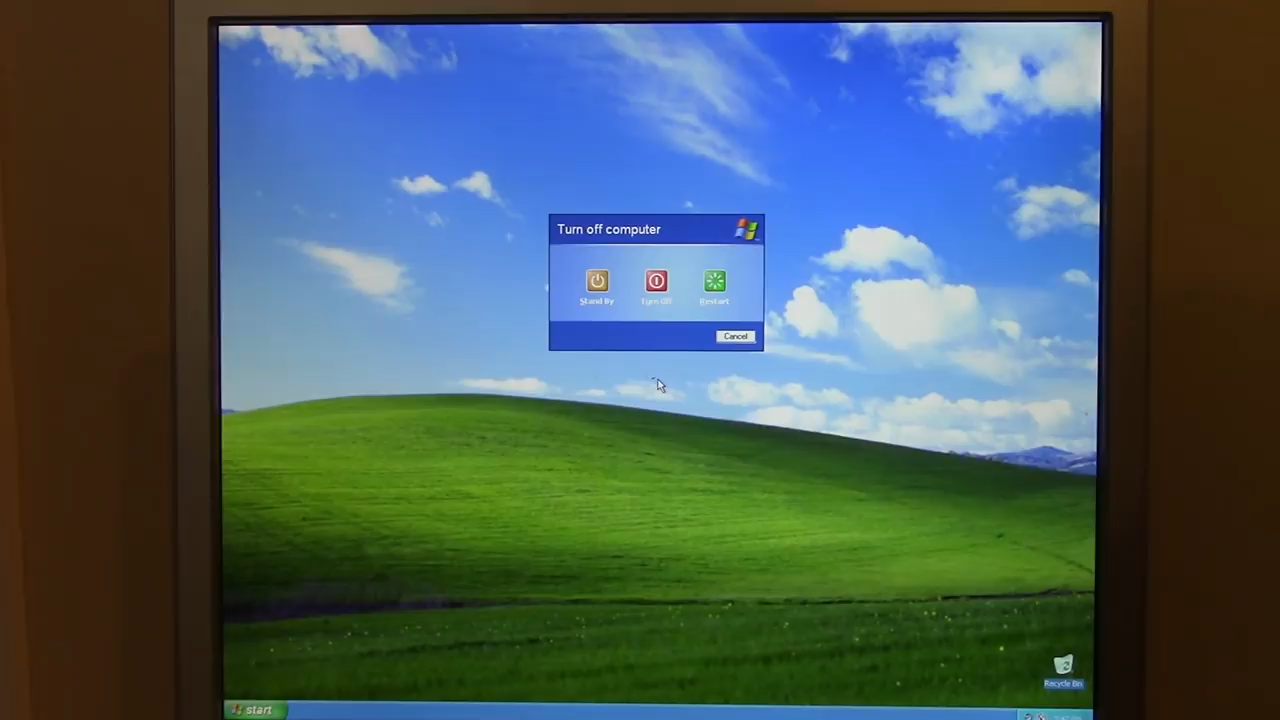 Turn off computer
Stand By
Turn Off
Restart
Cancel
Recycle Bin
start